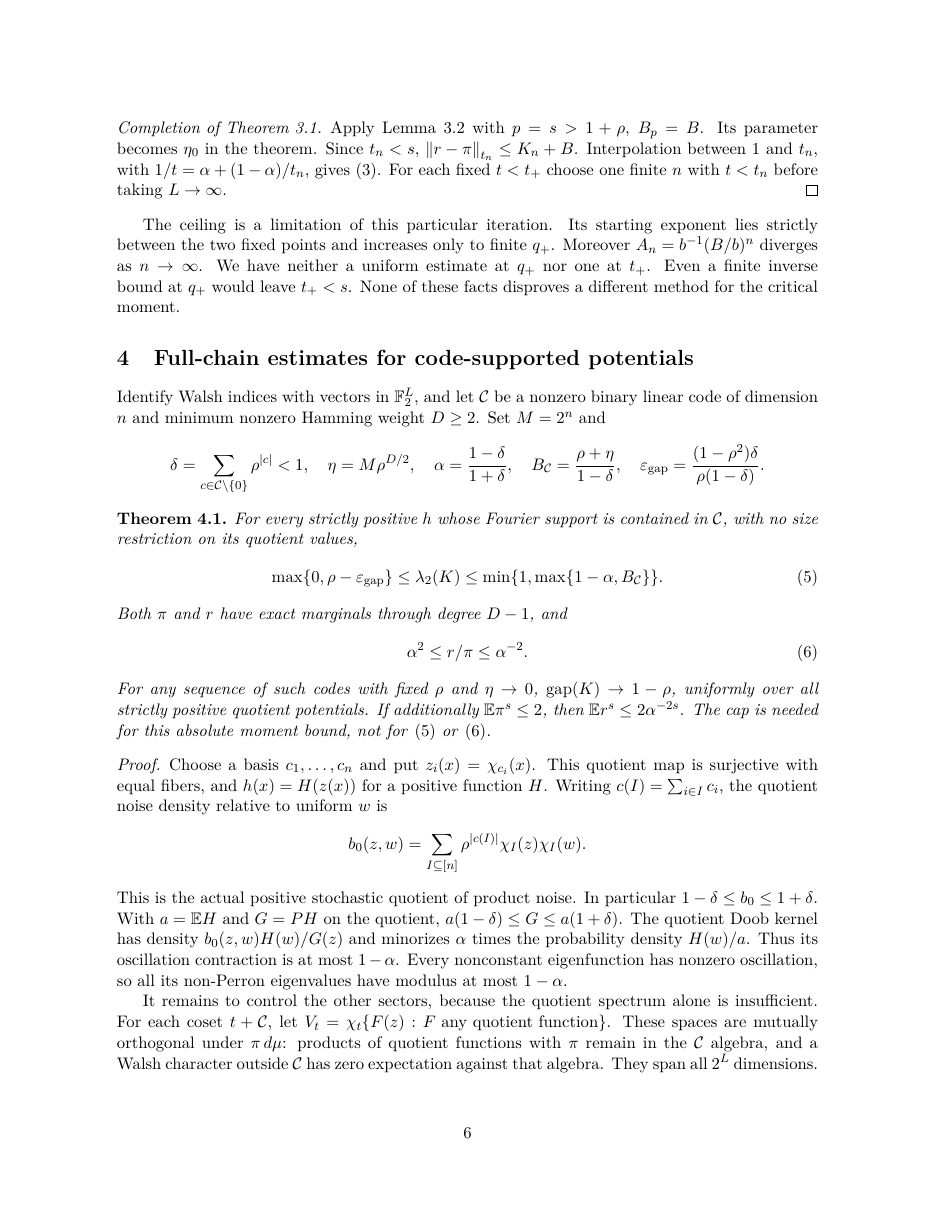 Completion of Theorem 3.1. Apply Lemma 3.2 with p = s > 1 + ρ, B_p = B. Its parameter
becomes η₀ in the theorem. Since t_n < s, ‖r − π‖_{t_n} ≤ K_n + B. Interpolation between 1 and t_n,
with 1/t = α + (1 − α)/t_n, gives (3). For each fixed t < t₊ choose one finite n with t < t_n before
taking L → ∞. □
The ceiling is a limitation of this particular iteration. Its starting exponent lies strictly
between the two fixed points and increases only to finite q₊. Moreover A_n = b⁻¹(B/b)ⁿ diverges
as n → ∞. We have neither a uniform estimate at q₊ nor one at t₊. Even a finite inverse
bound at q₊ would leave t₊ < s. None of these facts disproves a different method for the critical
moment.
4 Full-chain estimates for code-supported potentials
Identify Walsh indices with vectors in 𝔽₂^L, and let 𝒞 be a nonzero binary linear code of dimension
n and minimum nonzero Hamming weight D ≥ 2. Set M = 2ⁿ and
δ = ∑_{c∈𝒞\{0}} ρ^{|c|} < 1, η = Mρ^{D/2}, α = (1 − δ)/(1 + δ), B_𝒞 = (ρ + η)/(1 − δ), ε_gap = (1 − ρ²)δ/(ρ(1 − δ)).
Theorem 4.1. For every strictly positive h whose Fourier support is contained in 𝒞, with no size
restriction on its quotient values,
max{0, ρ − ε_gap} ≤ λ₂(K) ≤ min{1, max{1 − α, B_𝒞}}. (5)
Both π and r have exact marginals through degree D − 1, and
α² ≤ r/π ≤ α⁻². (6)
For any sequence of such codes with fixed ρ and η → 0, gap(K) → 1 − ρ, uniformly over all
strictly positive quotient potentials. If additionally 𝔼π^s ≤ 2, then 𝔼r^s ≤ 2α^{−2s}. The cap is needed
for this absolute moment bound, not for (5) or (6).
Proof. Choose a basis c₁, . . . , c_n and put z_i(x) = χ_{c_i}(x). This quotient map is surjective with
equal fibers, and h(x) = H(z(x)) for a positive function H. Writing c(I) = ∑_{i∈I} c_i, the quotient
noise density relative to uniform w is
b₀(z, w) = ∑_{I⊆[n]} ρ^{|c(I)|} χ_I(z)χ_I(w).
This is the actual positive stochastic quotient of product noise. In particular 1 − δ ≤ b₀ ≤ 1 + δ.
With a = 𝔼H and G = PH on the quotient, a(1 − δ) ≤ G ≤ a(1 + δ). The quotient Doob kernel
has density b₀(z, w)H(w)/G(z) and minorizes α times the probability density H(w)/a. Thus its
oscillation contraction is at most 1 − α. Every nonconstant eigenfunction has nonzero oscillation,
so all its non-Perron eigenvalues have modulus at most 1 − α.
It remains to control the other sectors, because the quotient spectrum alone is insufficient.
For each coset t + 𝒞, let V_t = χ_t{F(z) : F any quotient function}. These spaces are mutually
orthogonal under π dμ: products of quotient functions with π remain in the 𝒞 algebra, and a
Walsh character outside 𝒞 has zero expectation against that algebra. They span all 2^L dimensions.
6